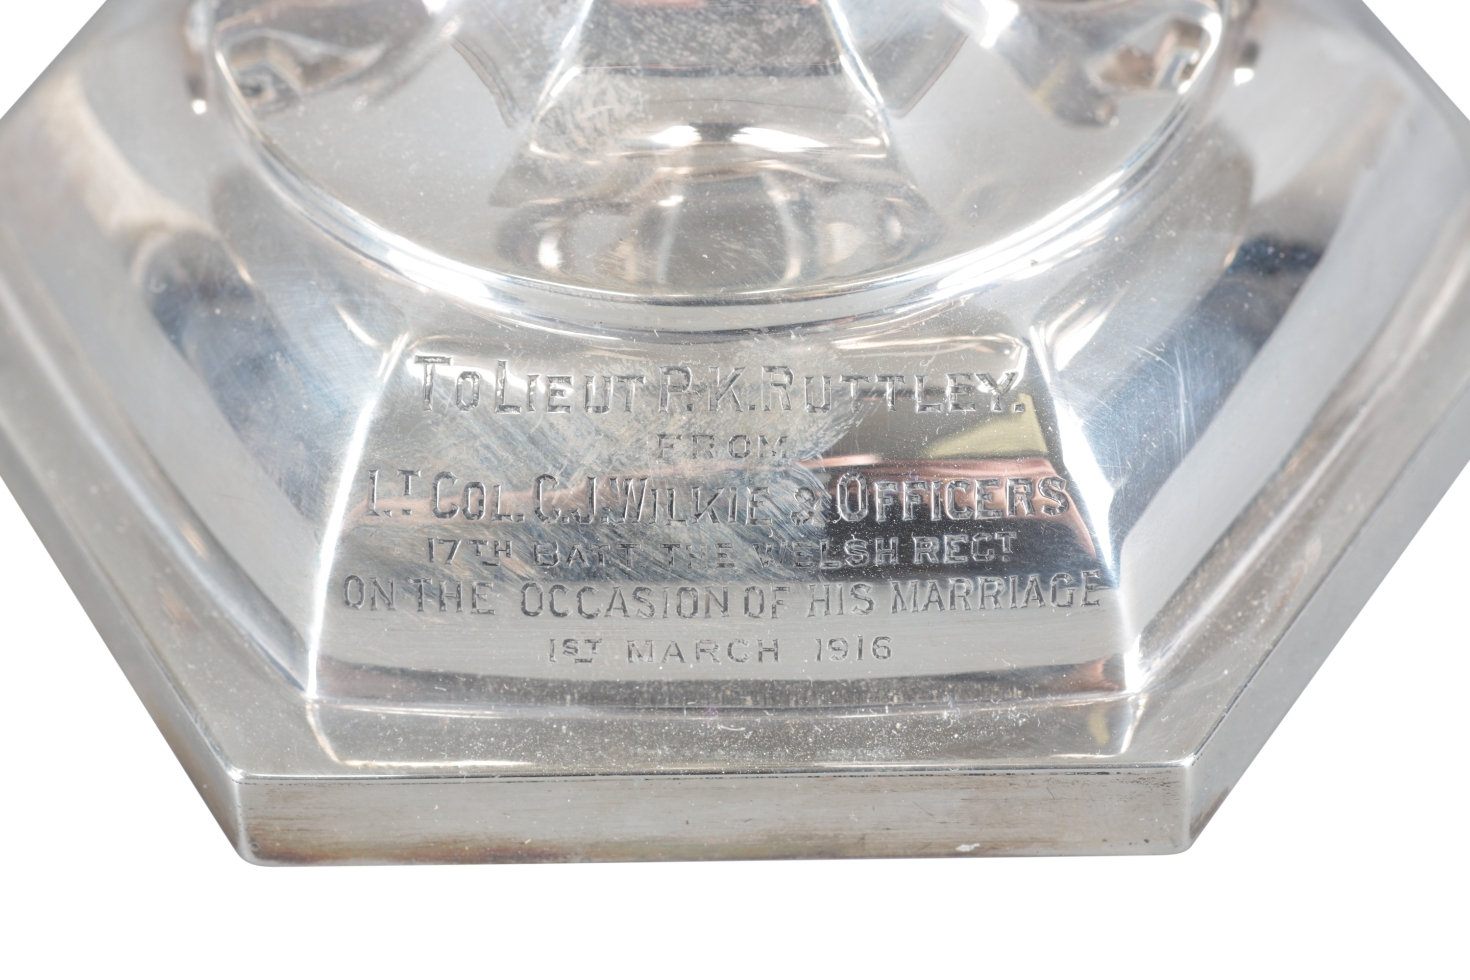 TO LIEUT P. K. RUTTLEY.
FROM
LT COL. C. J. WILKIE & OFFICERS
17TH BATT THE WELSH REGT
ON THE OCCASION OF HIS MARRIAGE
1ST MARCH 1916